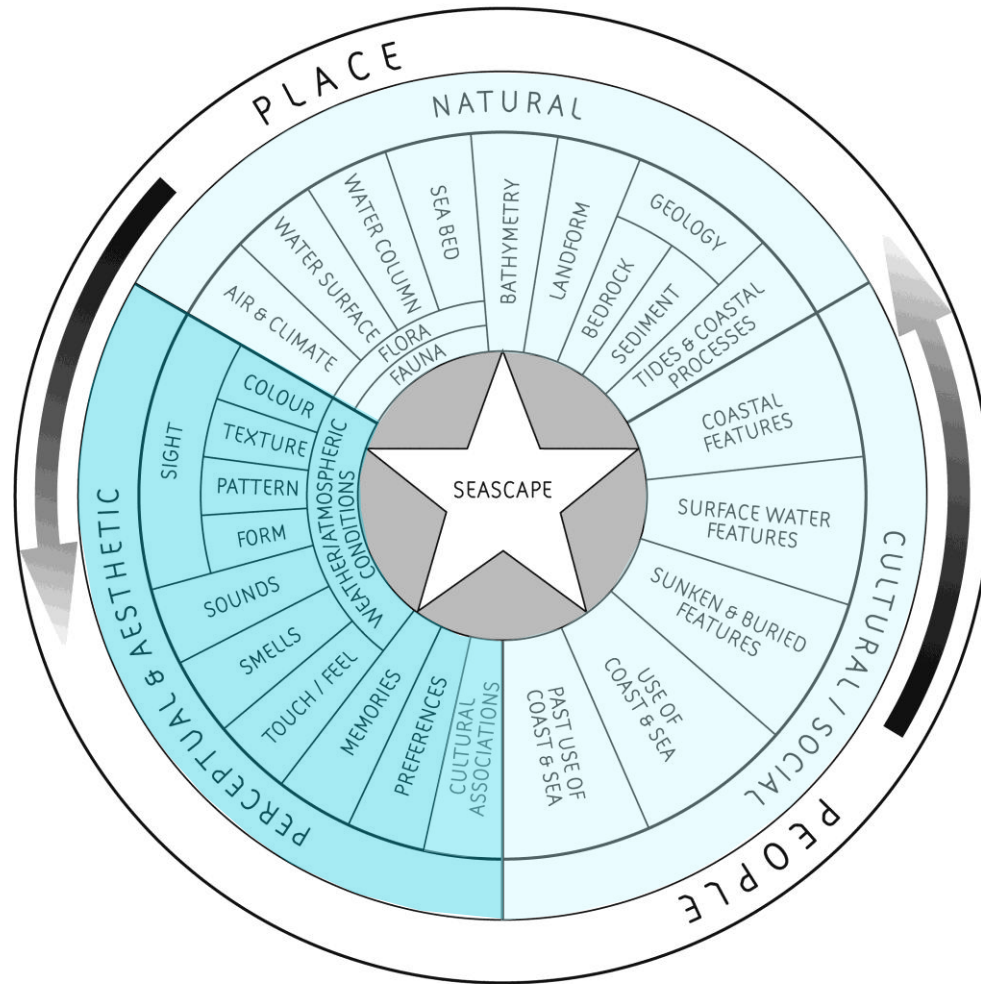 PLACE
NATURAL
AIR & CLIMATE
WATER SURFACE
WATER COLUMN
SEA BED
FLORA
FAUNA
BATHYMETRY
LANDFORM
GEOLOGY
BEDROCK
SEDIMENT
TIDES & COASTAL
PROCESSES
CULTURAL / SOCIAL
COASTAL
FEATURES
SURFACE WATER
FEATURES
SUNKEN & BURIED
FEATURES
USE OF
COAST & SEA
PAST USE OF
COAST & SEA
PEOPLE
PERCEPTUAL & AESTHETIC
SIGHT
COLOUR
TEXTURE
PATTERN
FORM
SOUNDS
SMELLS
TOUCH / FEEL
MEMORIES
PREFERENCES
CULTURAL
ASSOCIATIONS
WEATHER/ATMOSPHERIC
CONDITIONS
SEASCAPE